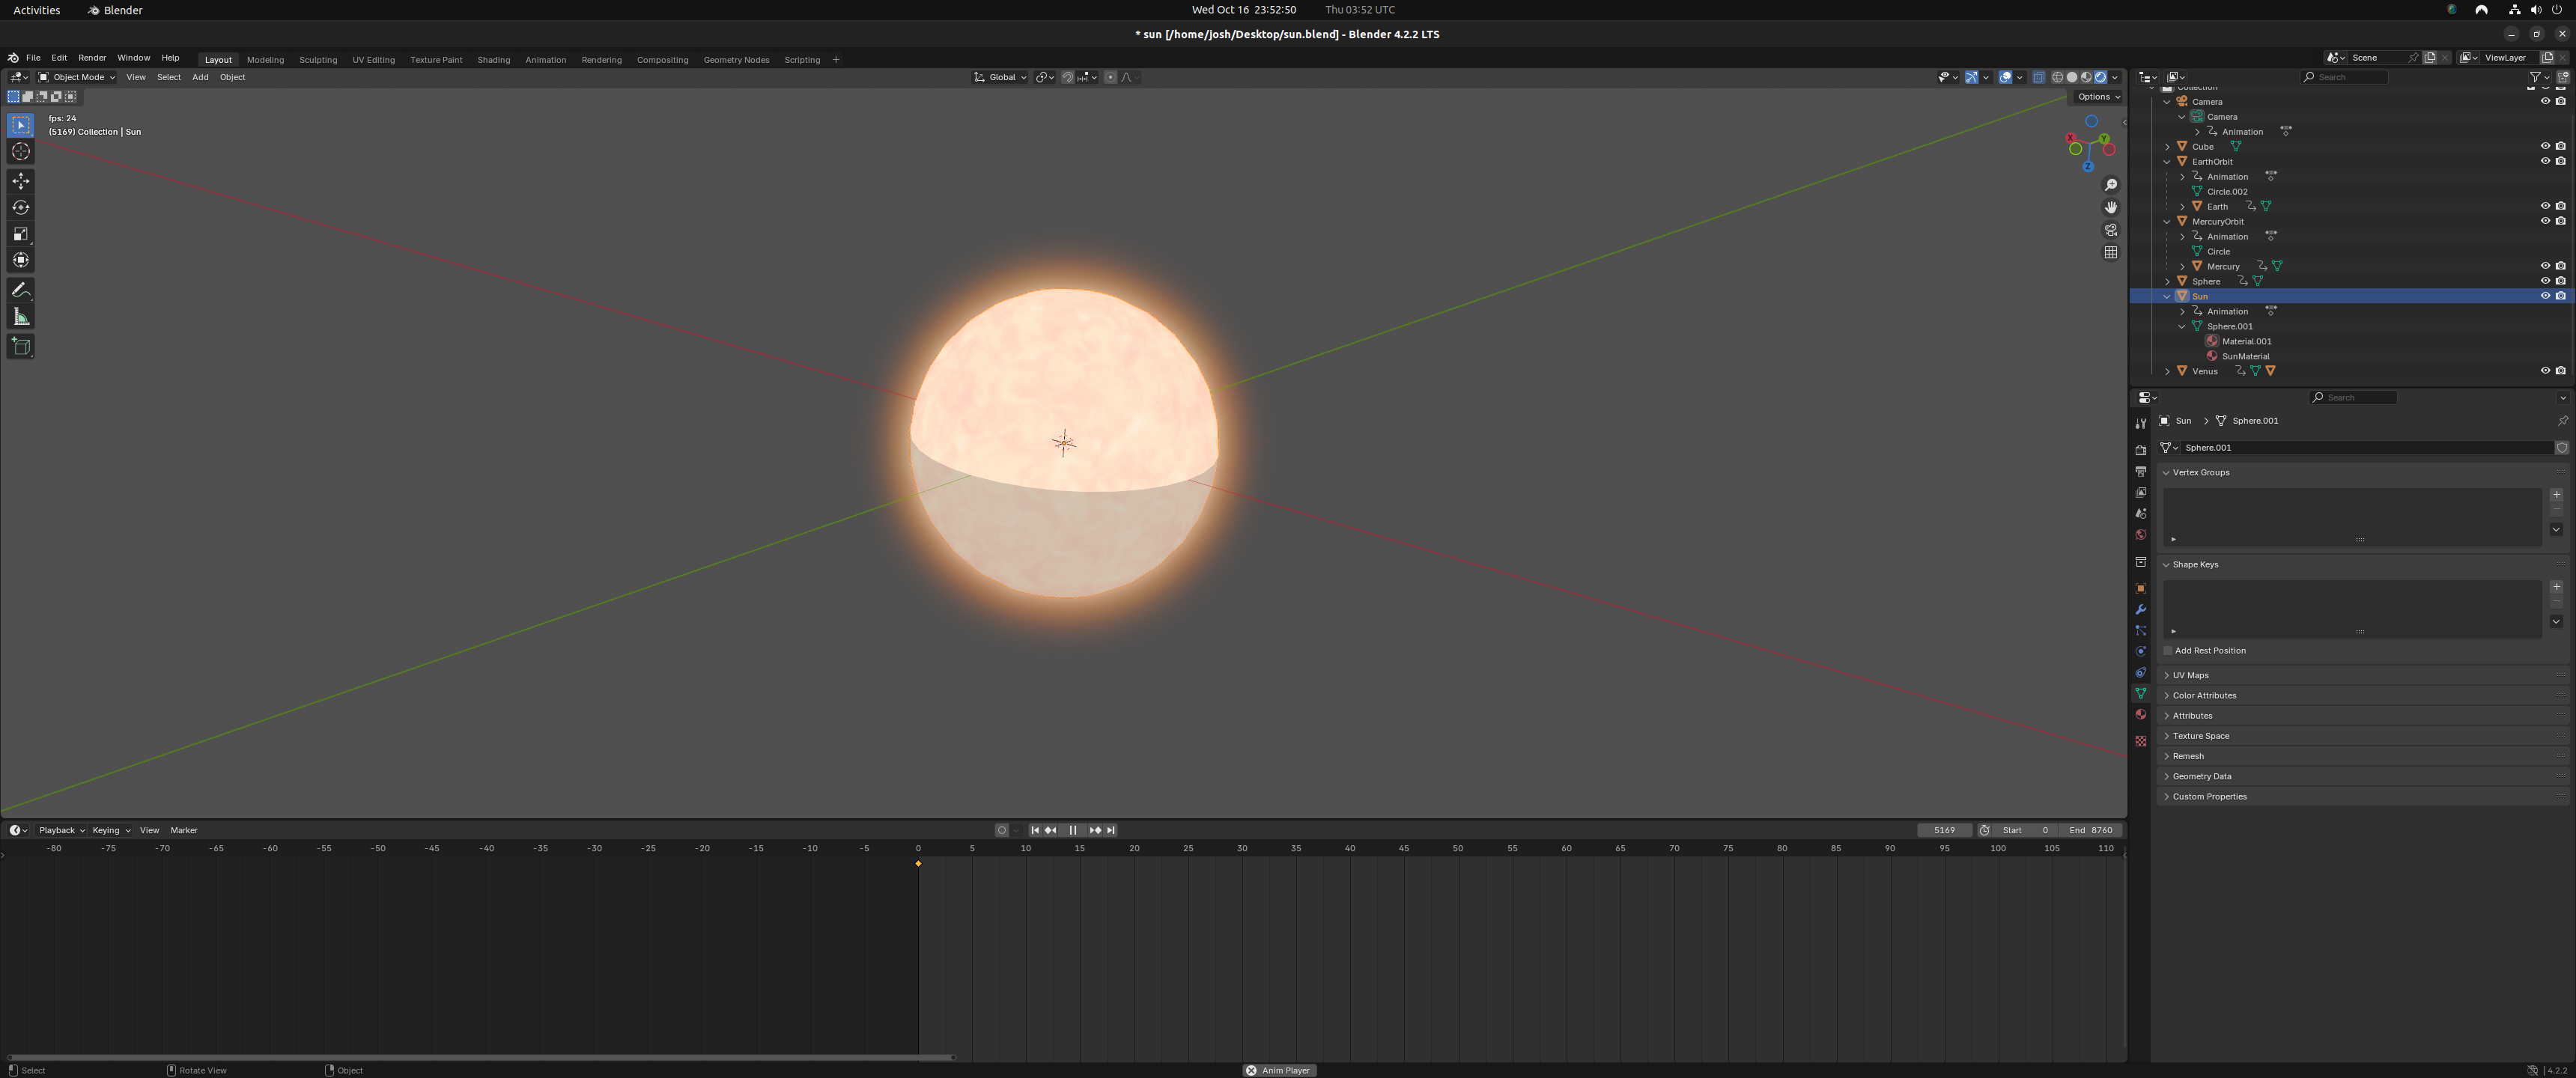 Activities Blender Wed Oct 16 23:52:50 Thu 03:52 UTC
* sun [/home/josh/Desktop/sun.blend] - Blender 4.2.2 LTS
File Edit Render Window Help Layout Modeling Sculpting UV Editing Texture Paint Shading Animation Rendering Compositing Geometry Nodes Scripting + Scene ViewLayer
Object Mode View Select Add Object Global Search
Options
fps: 24
(5169) Collection | Sun
X Y Z
Collection
Camera
Camera
Animation
Cube
EarthOrbit
Animation
Circle.002
Earth
MercuryOrbit
Animation
Circle
Mercury
Sphere
Sun
Animation
Sphere.001
Material.001
SunMaterial
Venus
Search
Sun > Sphere.001
Sphere.001
Vertex Groups
Shape Keys
Add Rest Position
UV Maps
Color Attributes
Attributes
Texture Space
Remesh
Geometry Data
Custom Properties
Playback Keying View Marker 5169 Start 0 End 8760
-80 -75 -70 -65 -60 -55 -50 -45 -40 -35 -30 -25 -20 -15 -10 -5 0 5 10 15 20 25 30 35 40 45 50 55 60 65 70 75 80 85 90 95 100 105 110
Select Rotate View Object Anim Player 4.2.2